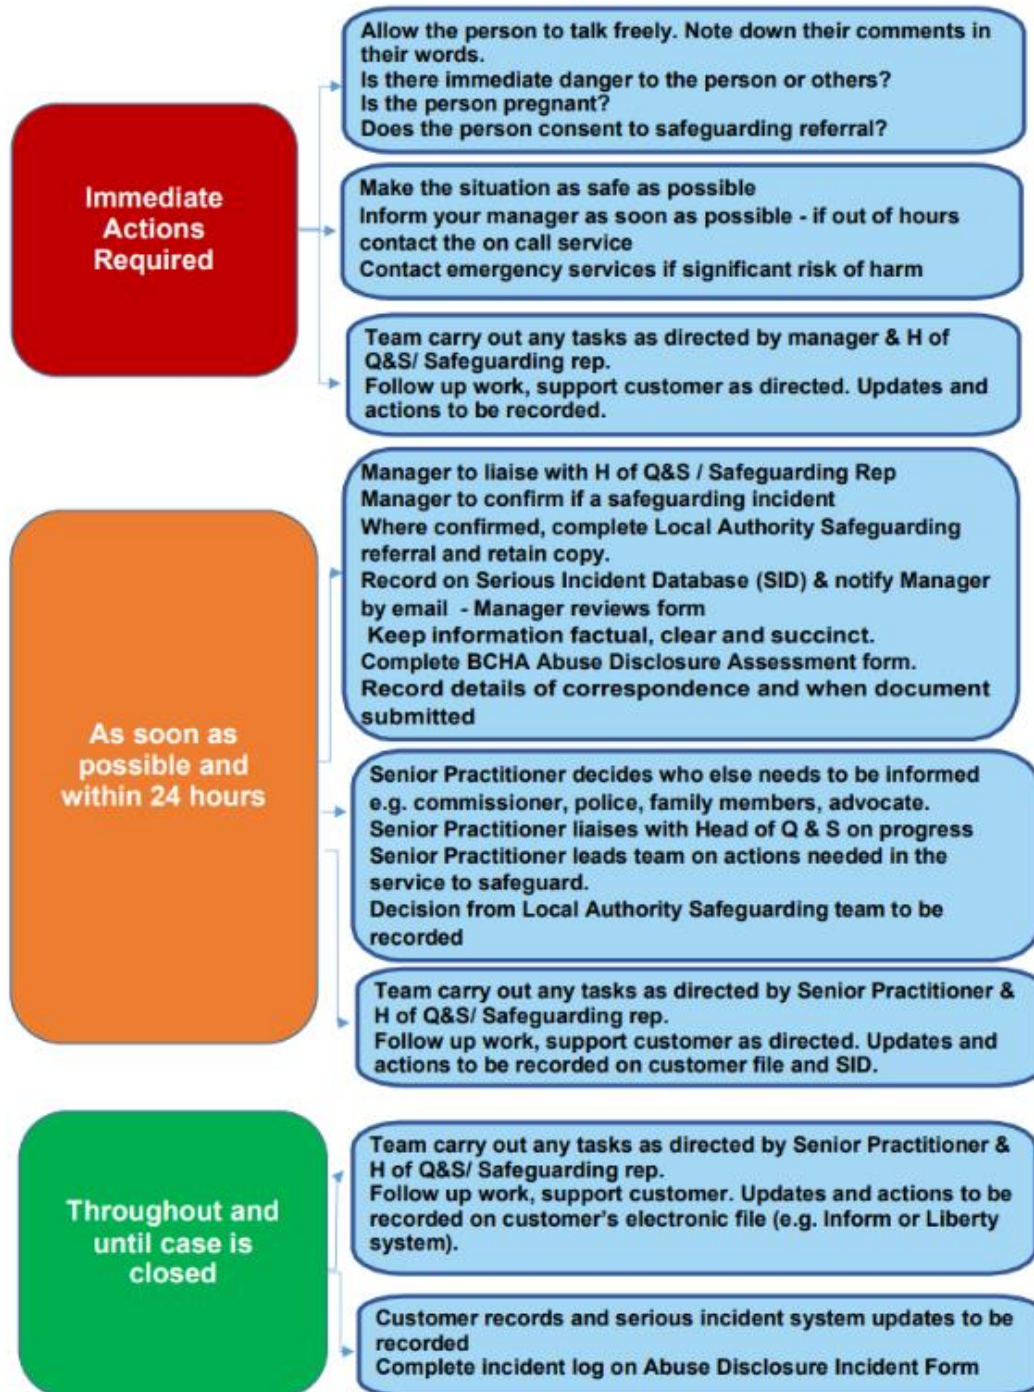 Immediate
Actions
Required
Allow the person to talk freely. Note down their comments in
their words.
Is there immediate danger to the person or others?
Is the person pregnant?
Does the person consent to safeguarding referral?
Make the situation as safe as possible
Inform your manager as soon as possible - if out of hours
contact the on call service
Contact emergency services if significant risk of harm
Team carry out any tasks as directed by manager & H of
Q&S/ Safeguarding rep.
Follow up work, support customer as directed. Updates and
actions to be recorded.
As soon as
possible and
within 24 hours
Manager to liaise with H of Q&S / Safeguarding Rep
Manager to confirm if a safeguarding incident
Where confirmed, complete Local Authority Safeguarding
referral and retain copy.
Record on Serious Incident Database (SID) & notify Manager
by email - Manager reviews form
Keep information factual, clear and succinct.
Complete BCHA Abuse Disclosure Assessment form.
Record details of correspondence and when document
submitted
Senior Practitioner decides who else needs to be informed
e.g. commissioner, police, family members, advocate.
Senior Practitioner liaises with Head of Q & S on progress
Senior Practitioner leads team on actions needed in the
service to safeguard.
Decision from Local Authority Safeguarding team to be
recorded
Team carry out any tasks as directed by Senior Practitioner &
H of Q&S/ Safeguarding rep.
Follow up work, support customer as directed. Updates and
actions to be recorded on customer file and SID.
Throughout and
until case is
closed
Team carry out any tasks as directed by Senior Practitioner &
H of Q&S/ Safeguarding rep.
Follow up work, support customer. Updates and actions to be
recorded on customer's electronic file (e.g. Inform or Liberty
system).
Customer records and serious incident system updates to be
recorded
Complete incident log on Abuse Disclosure Incident Form